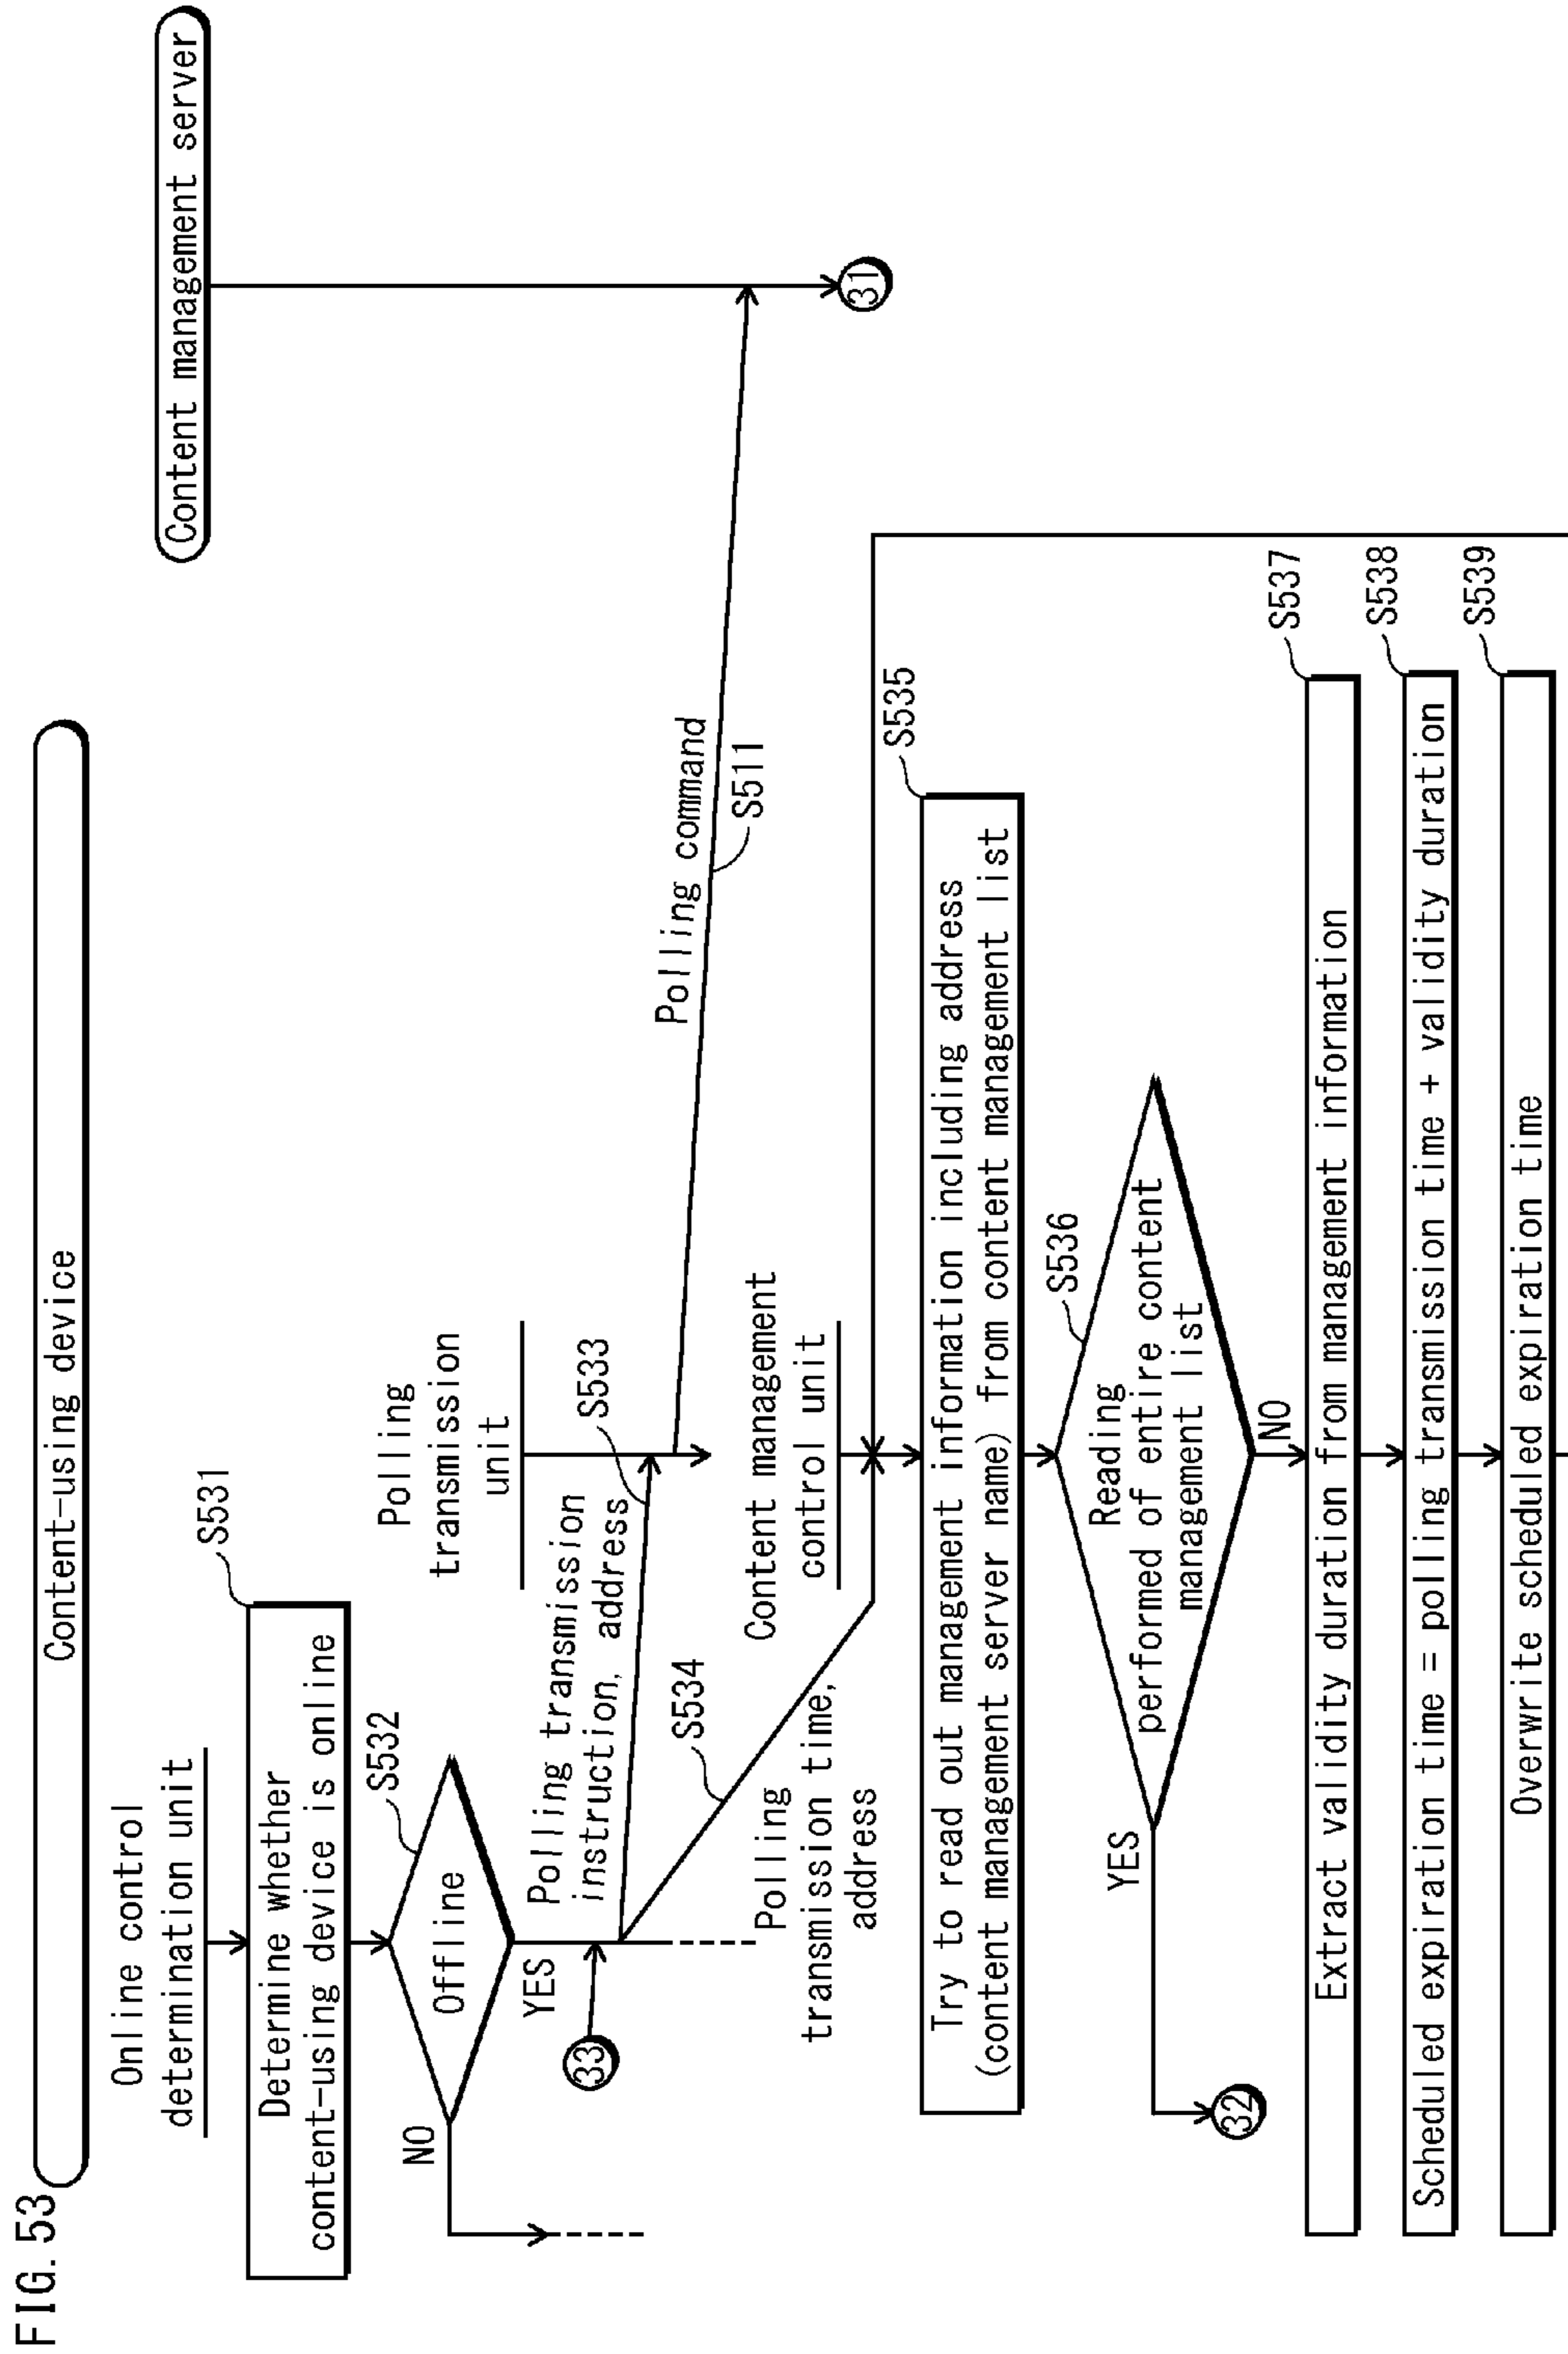 FIG. 53
Content-using device
Content management server
Online control
determination unit
S531
Determine whether
content-using device is online
S532
Offline
NO
YES
Polling
transmission
unit
Polling transmission
instruction, address
S533
33
Polling command
S511
31
S534
Polling
transmission time,
address
Content management
control unit
S535
Try to read out management information including address
(content management server name) from content management list
S536
Reading
performed of entire content
management list
YES
NO
32
S537
Extract validity duration from management information
S538
Scheduled expiration time = polling transmission time + validity duration
S539
Overwrite scheduled expiration time